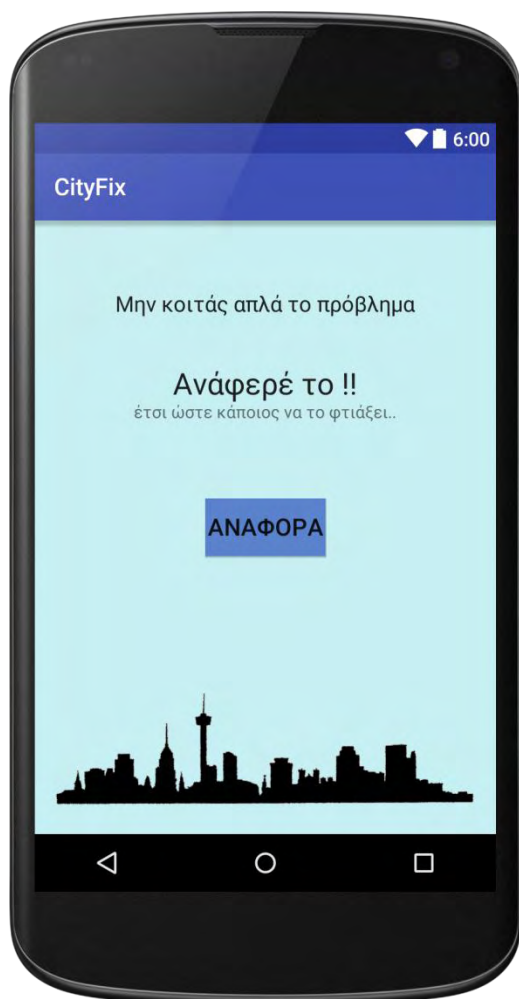 6:00
CityFix
Μην κοιτάς απλά το πρόβλημα
Ανάφερέ το !!
έτσι ώστε κάποιος να το φτιάξει..
ΑΝΑΦΟΡΑ